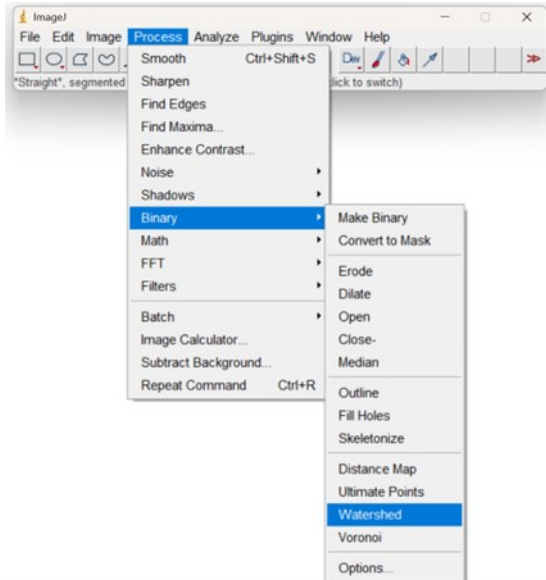 ImageJ
File Edit Image Process Analyze Plugins Window Help
Dev
*Straight*, segmented
click to switch)
Smooth Ctrl+Shift+S
Sharpen
Find Edges
Find Maxima...
Enhance Contrast...
Noise
Shadows
Binary
Math
FFT
Filters
Batch
Image Calculator...
Subtract Background...
Repeat Command Ctrl+R
Make Binary
Convert to Mask
Erode
Dilate
Open
Close-
Median
Outline
Fill Holes
Skeletonize
Distance Map
Ultimate Points
Watershed
Voronoi
Options...